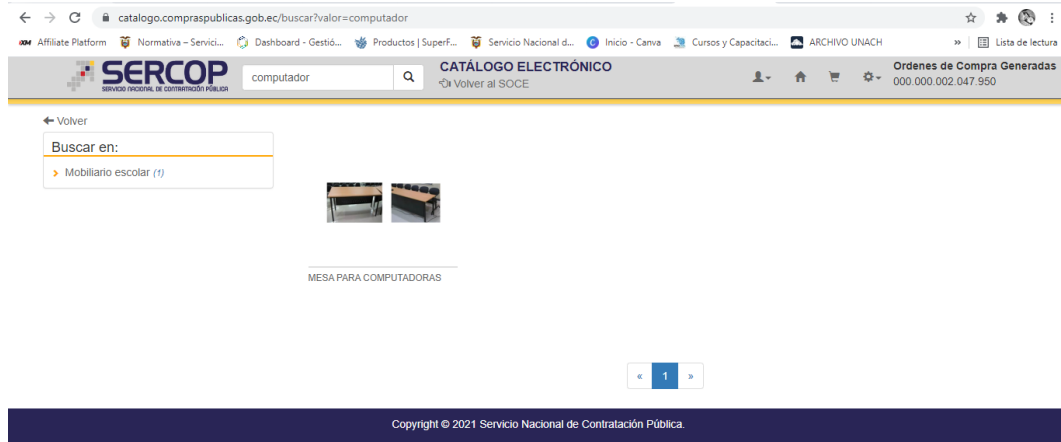 catalogo.compraspublicas.gob.ec/buscar?valor=computador
Affiliate Platform Normativa – Servici... Dashboard - Gestió... Productos | SuperF... Servicio Nacional d... Inicio - Canva Cursos y Capacitaci... ARCHIVO UNACH » Lista de lectura
SERCOP
SERVICIO NACIONAL DE CONTRATACIÓN PÚBLICA
computador
CATÁLOGO ELECTRÓNICO
Volver al SOCE
Ordenes de Compra Generadas
000.000.002.047.950
Volver
Buscar en:
Mobiliario escolar (1)
MESA PARA COMPUTADORAS
« 1 »
Copyright © 2021 Servicio Nacional de Contratación Pública.